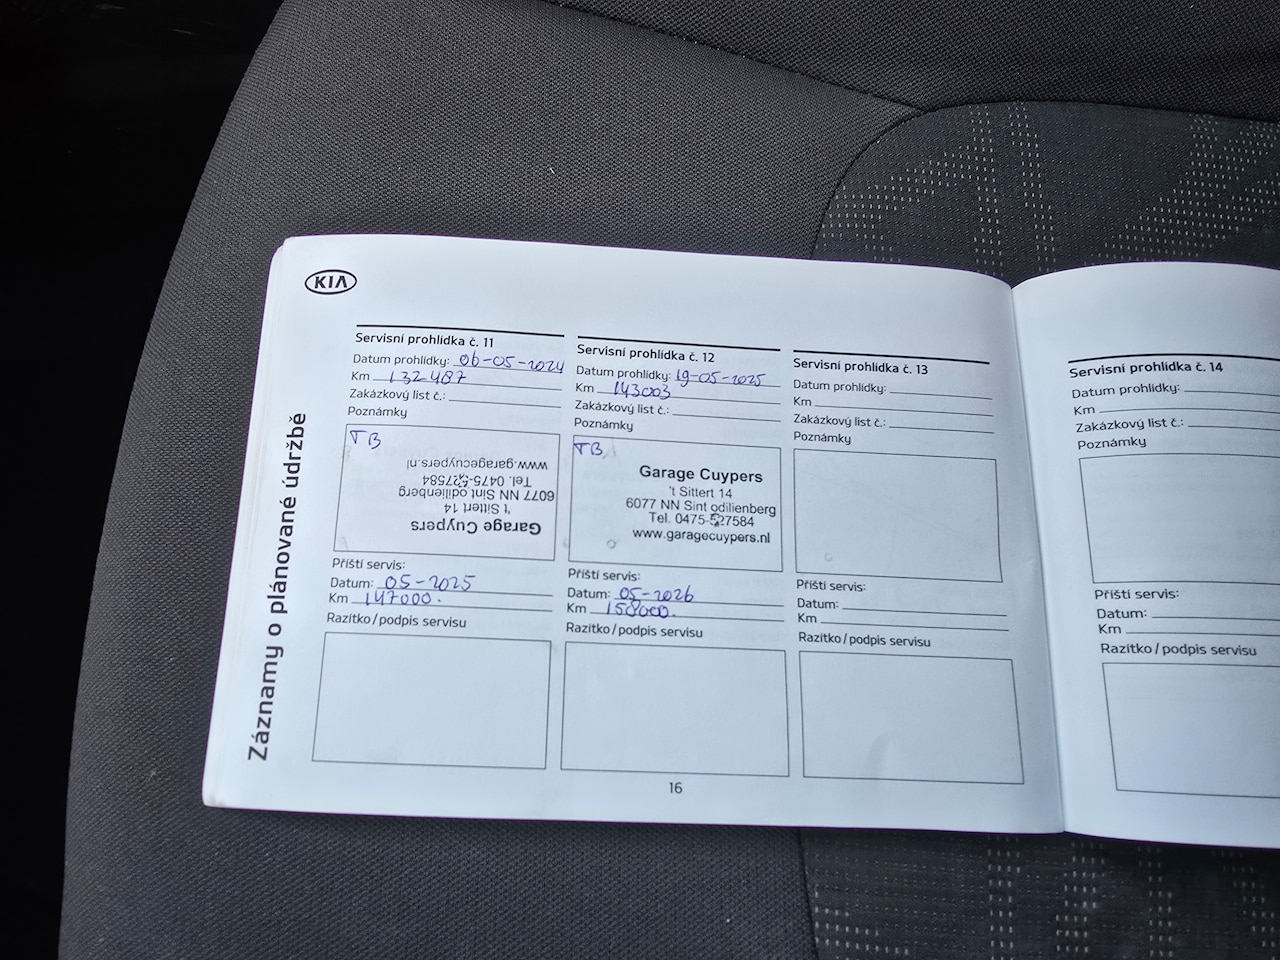 KIA
Záznamy o plánované údržbě
Servisní prohlídka č. 11
Datum prohlídky: 06-05-2024
Km 132487
Zakázkový list č.:
Poznámky
TB
Garage Cuypers
't Sittert 14
6077 NN Sint odilienberg
Tel. 0475-527584
www.garagecuypers.nl
Příští servis:
Datum: 05-2025
Km 147000.
Razítko / podpis servisu
Servisní prohlídka č. 12
Datum prohlídky: 19-05-2025
Km 143003
Zakázkový list č.:
Poznámky
TB
Garage Cuypers
't Sittert 14
6077 NN Sint odilienberg
Tel. 0475-527584
www.garagecuypers.nl
Příští servis:
Datum: 05-2026
Km 158000.
Razítko / podpis servisu
Servisní prohlídka č. 13
Datum prohlídky:
Km
Zakázkový list č.:
Poznámky
Příští servis:
Datum:
Km
Razítko / podpis servisu
16
Servisní prohlídka č. 14
Datum prohlídky:
Km
Zakázkový list č.:
Poznámky
Příští servis:
Datum:
Km
Razítko / podpis servisu